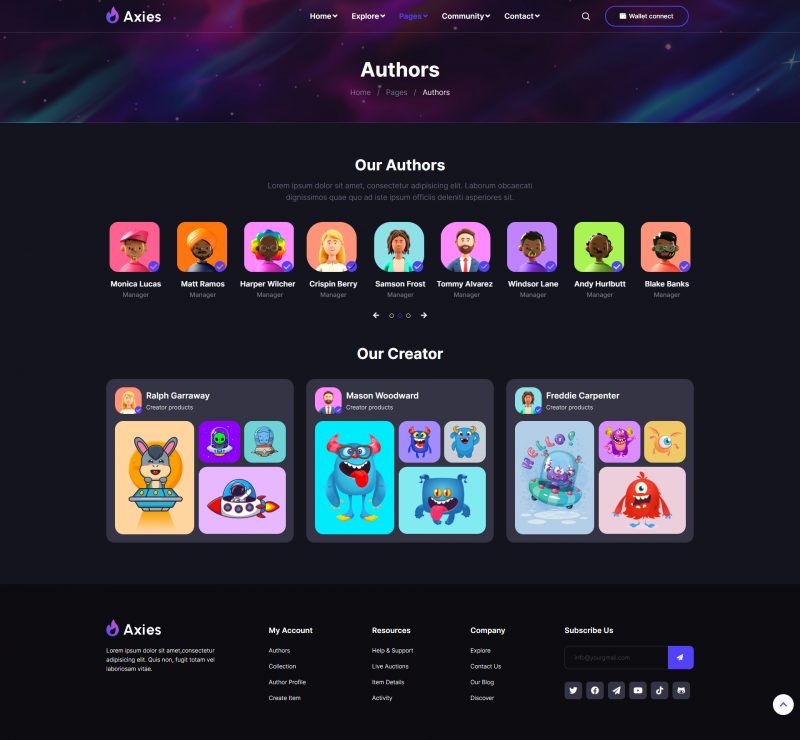 Axies
Home Explore Pages Community Contact
Wallet connect
Authors
Home / Pages / Authors
Our Authors
Lorem ipsum dolor sit amet, consectetur adipisicing elit. Laborum obcaecati
dignissimos quae quo ad iste ipsum officiis deleniti asperiores sit.
Monica Lucas
Manager
Matt Ramos
Manager
Harper Wilcher
Manager
Crispin Berry
Manager
Samson Frost
Manager
Tommy Alvarez
Manager
Windsor Lane
Manager
Andy Hurlbutt
Manager
Blake Banks
Manager
Our Creator
Ralph Garraway
Creator products
Mason Woodward
Creator products
Freddie Carpenter
Creator products
HELLO!
Axies
Lorem ipsum dolor sit amet,consectetur
adipisicing elit. Quis non, fugit totam vel
laboriosam vitae.
My Account
Authors
Collection
Author Profile
Create Item
Resources
Help & Support
Live Auctions
Item Details
Activity
Company
Explore
Contact Us
Our Blog
Discover
Subscribe Us
info@yourgmail.com